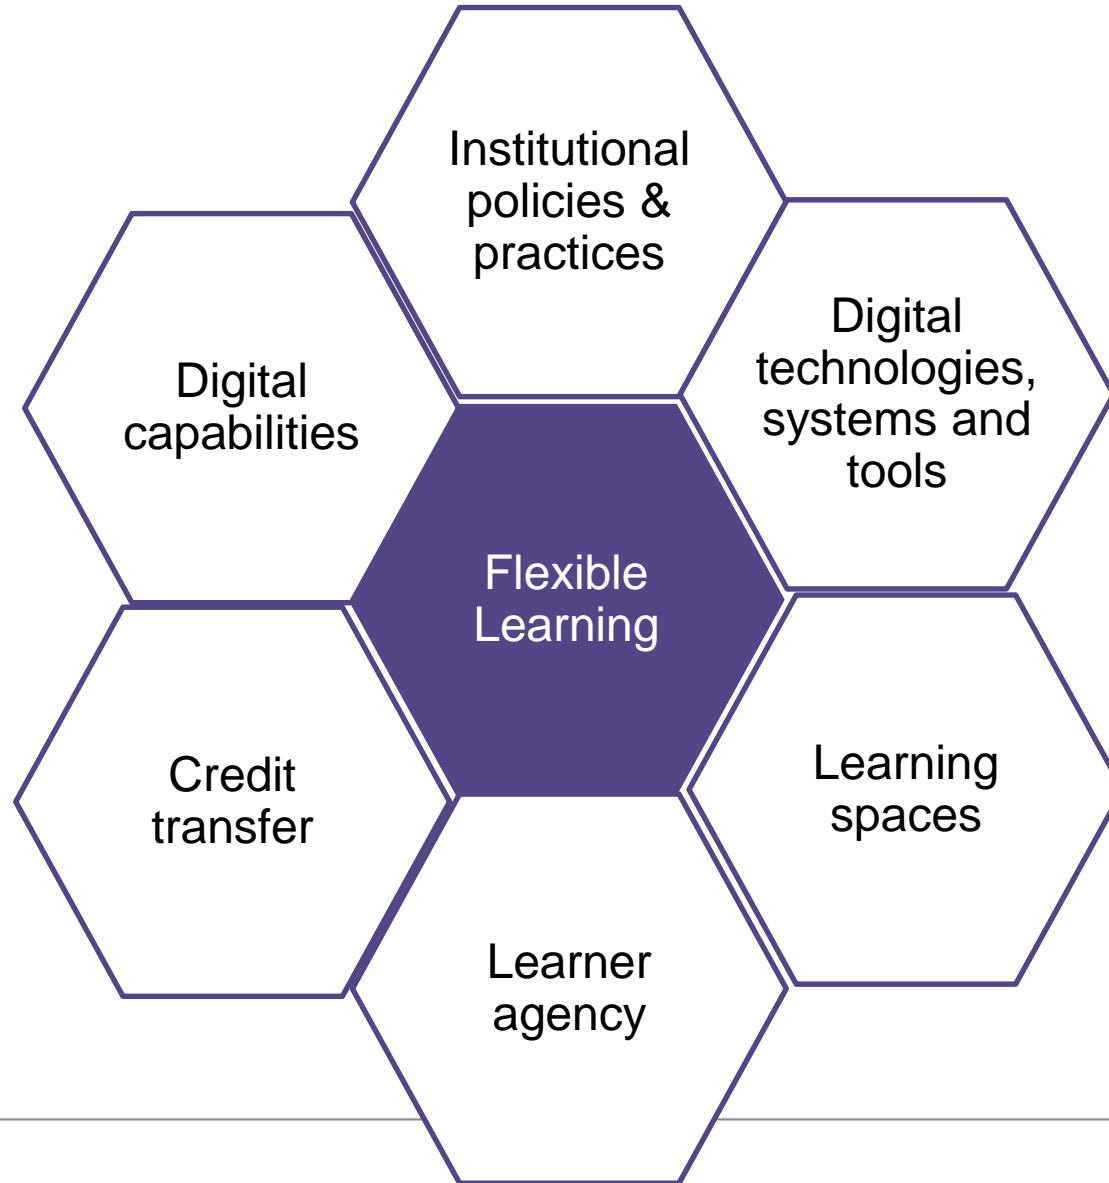 Institutional
policies &
practices
Digital
technologies,
systems and
tools
Digital
capabilities
Flexible
Learning
Learning
spaces
Credit
transfer
Learner
agency